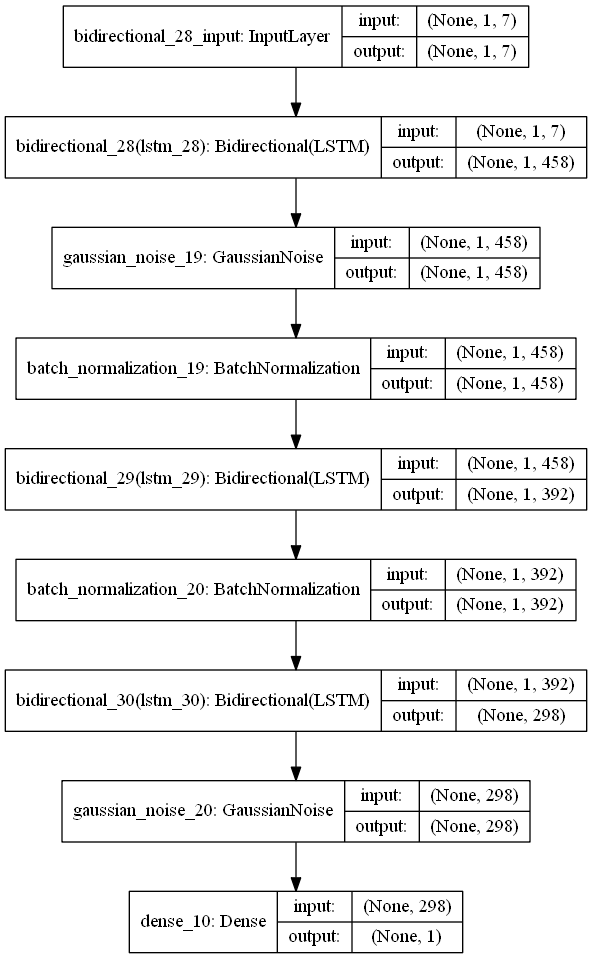 bidirectional_28_input: InputLayer
input: (None, 1, 7)
output: (None, 1, 7)
bidirectional_28(lstm_28): Bidirectional(LSTM)
input: (None, 1, 7)
output: (None, 1, 458)
gaussian_noise_19: GaussianNoise
input: (None, 1, 458)
output: (None, 1, 458)
batch_normalization_19: BatchNormalization
input: (None, 1, 458)
output: (None, 1, 458)
bidirectional_29(lstm_29): Bidirectional(LSTM)
input: (None, 1, 458)
output: (None, 1, 392)
batch_normalization_20: BatchNormalization
input: (None, 1, 392)
output: (None, 1, 392)
bidirectional_30(lstm_30): Bidirectional(LSTM)
input: (None, 1, 392)
output: (None, 298)
gaussian_noise_20: GaussianNoise
input: (None, 298)
output: (None, 298)
dense_10: Dense
input: (None, 298)
output: (None, 1)